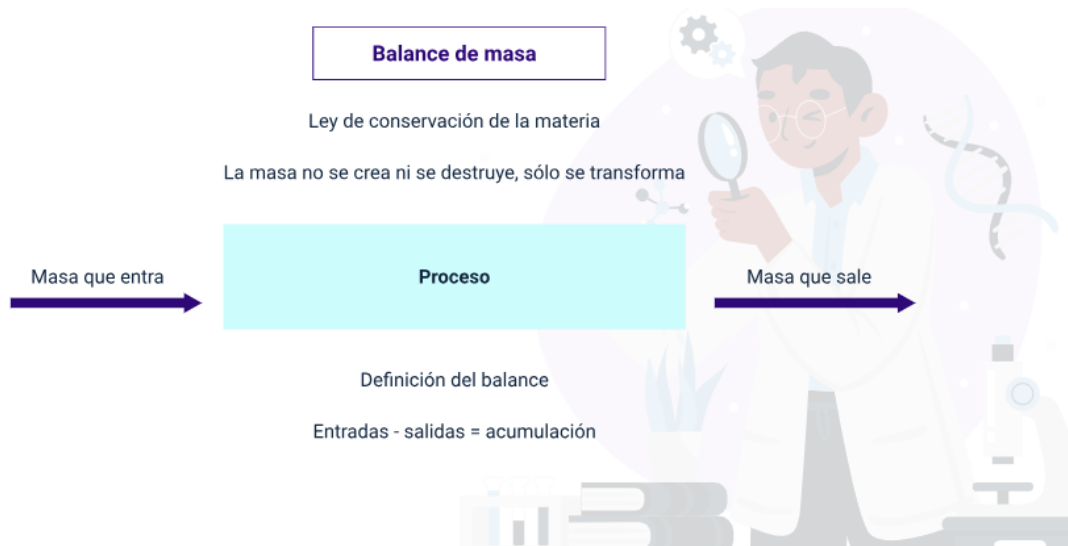 Balance de masa
Ley de conservación de la materia
La masa no se crea ni se destruye, sólo se transforma
Masa que entra
Proceso
Masa que sale
Definición del balance
Entradas - salidas = acumulación